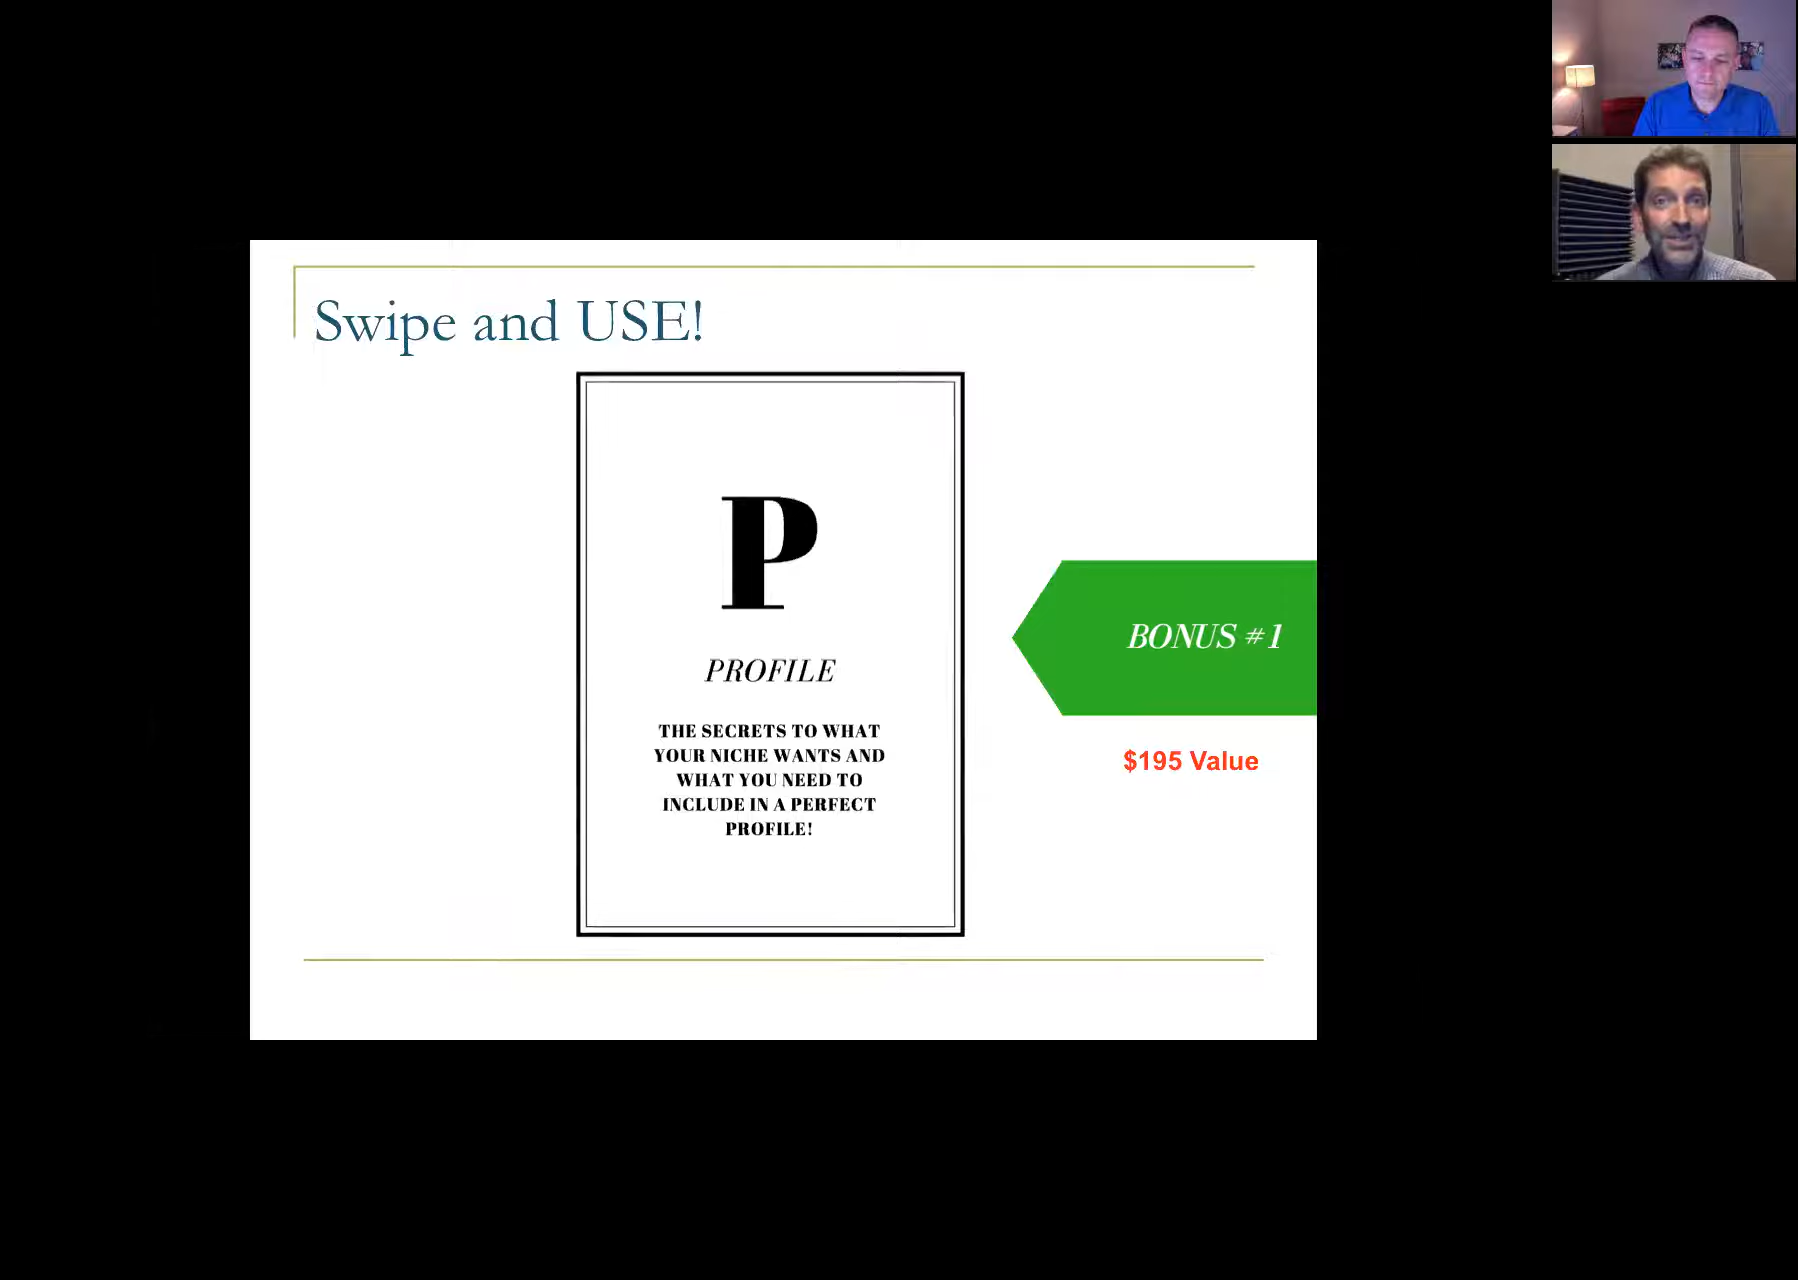 Swipe and USE!
P
PROFILE
THE SECRETS TO WHAT
YOUR NICHE WANTS AND
WHAT YOU NEED TO
INCLUDE IN A PERFECT
PROFILE!
BONUS #1
$195 Value